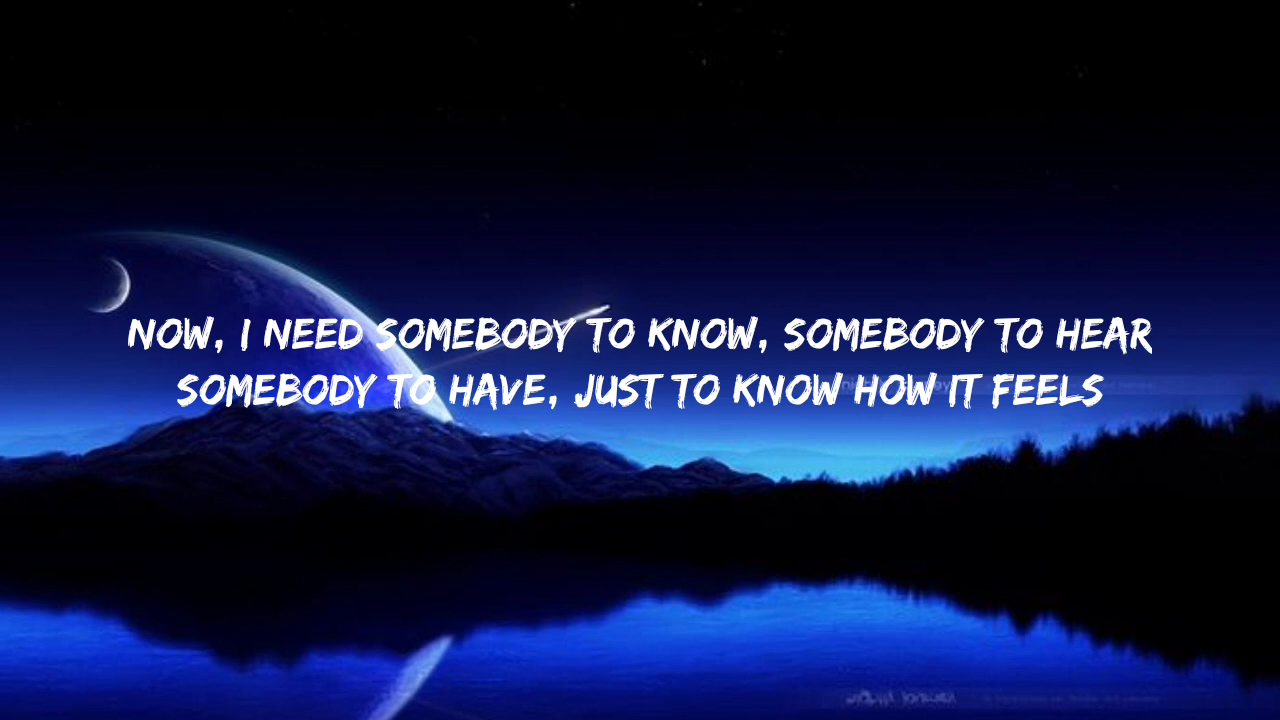 NOW, I NEED SOMEBODY TO KNOW, SOMEBODY TO HEAR
SOMEBODY TO HAVE, JUST TO KNOW HOW IT FEELS